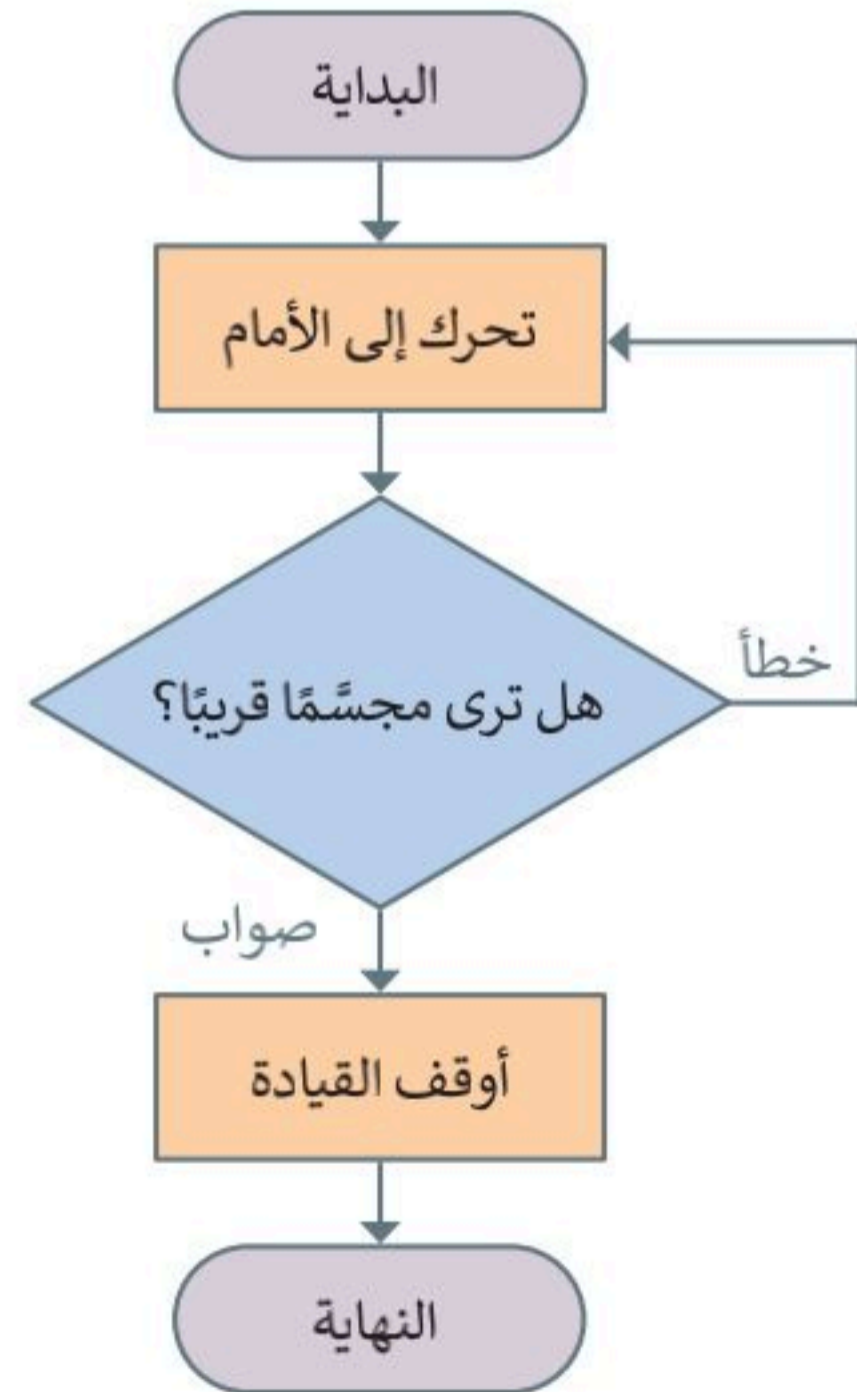 البداية
تحرك إلى الأمام
هل ترى مجسَّمًا قريبًا؟
خطأ
صواب
أوقف القيادة
النهاية